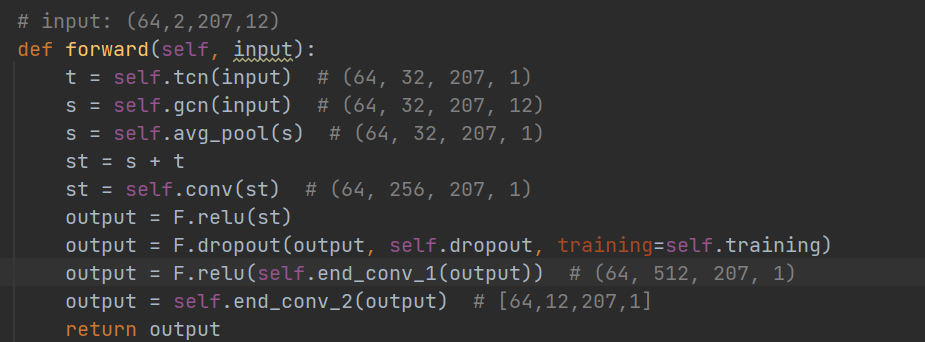 # input: (64,2,207,12)
def forward(self, input):
    t = self.tcn(input)  # (64, 32, 207, 1)
    s = self.gcn(input)  # (64, 32, 207, 12)
    s = self.avg_pool(s)  # (64, 32, 207, 1)
    st = s + t
    st = self.conv(st)  # (64, 256, 207, 1)
    output = F.relu(st)
    output = F.dropout(output, self.dropout, training=self.training)
    output = F.relu(self.end_conv_1(output))  # (64, 512, 207, 1)
    output = self.end_conv_2(output)  # [64,12,207,1]
    return output